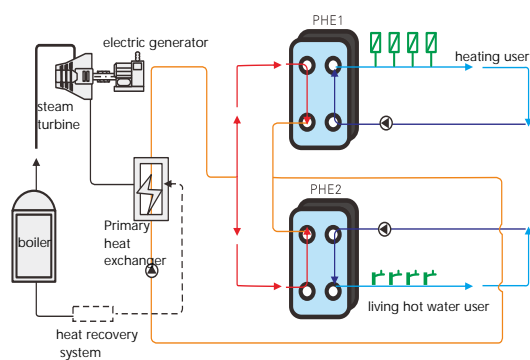 PHE1
electric generator
heating user
steam
turbine
PHE2
Primary
heat
exchanger
boiler
living hot water user
heat recovery
system